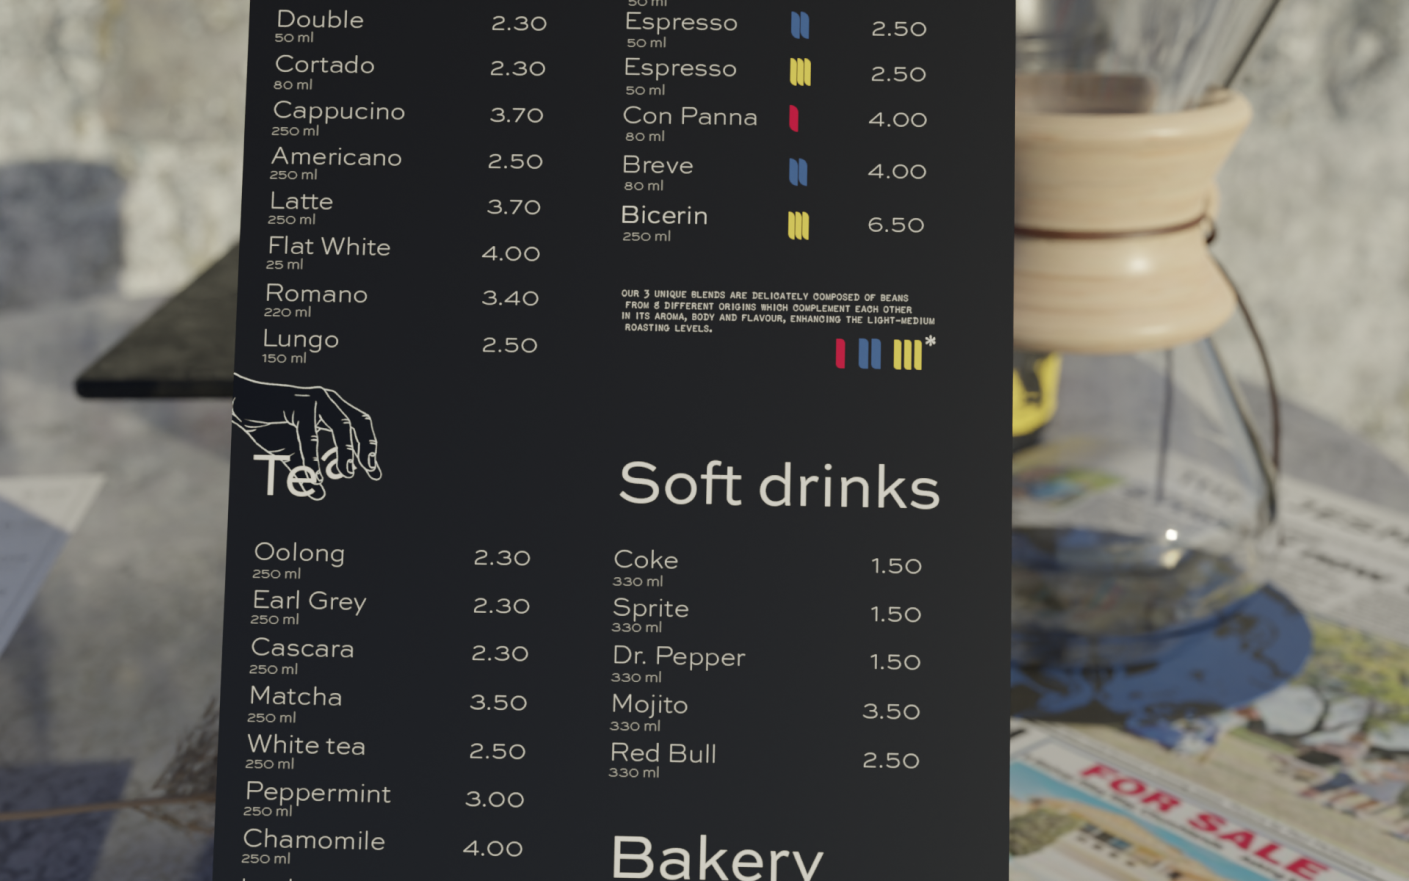 Double 2.30
50 ml
Cortado 2.30
80 ml
Cappucino 3.70
250 ml
Americano 2.50
250 ml
Latte 3.70
250 ml
Flat White 4.00
25 ml
Romano 3.40
220 ml
Lungo 2.50
150 ml
50 ml
Espresso 2.50
50 ml
Espresso 2.50
50 ml
Con Panna 4.00
80 ml
Breve 4.00
80 ml
Bicerin 6.50
250 ml
OUR 3 UNIQUE BLENDS ARE DELICATELY COMPOSED OF BEANS
FROM 8 DIFFERENT ORIGINS WHICH COMPLEMENT EACH OTHER
IN ITS AROMA, BODY AND FLAVOUR, ENHANCING THE LIGHT-MEDIUM
ROASTING LEVELS.
*
Tea
Oolong 2.30
250 ml
Earl Grey 2.30
250 ml
Cascara 2.30
250 ml
Matcha 3.50
250 ml
White tea 2.50
250 ml
Peppermint 3.00
250 ml
Chamomile 4.00
250 ml
Soft drinks
Coke 1.50
330 ml
Sprite 1.50
330 ml
Dr. Pepper 1.50
330 ml
Mojito 3.50
330 ml
Red Bull 2.50
330 ml
Bakery
FOR SALE